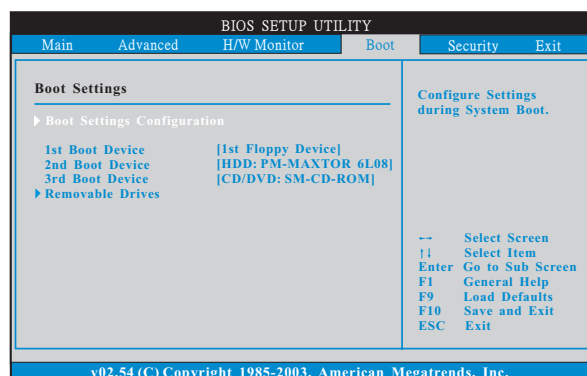 BIOS SETUP UTILITY
Main Advanced H/W Monitor Boot Security Exit
Boot Settings
Boot Settings Configuration
1st Boot Device [1st Floppy Device]
2nd Boot Device [HDD: PM-MAXTOR 6L08]
3rd Boot Device [CD/DVD: SM-CD-ROM]
Removable Drives
Configure Settings
during System Boot.
←→ Select Screen
↑↓ Select Item
Enter Go to Sub Screen
F1 General Help
F9 Load Defaults
F10 Save and Exit
ESC Exit
v02.54 (C) Copyright 1985-2003, American Megatrends, Inc.